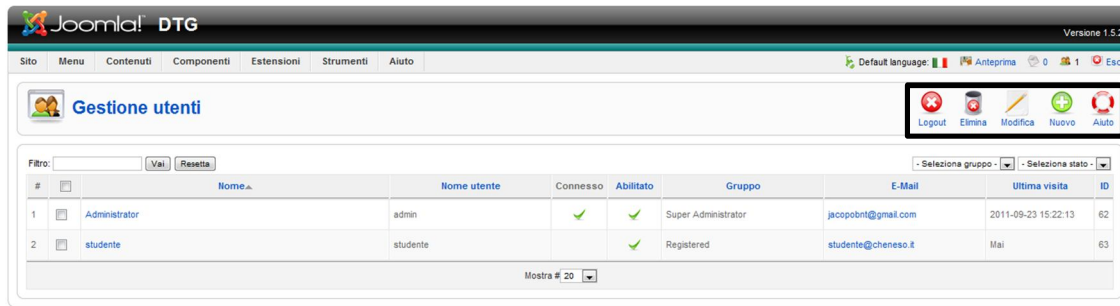 Joomla! DTG
Versione 1.5.2
Sito Menu Contenuti Componenti Estensioni Strumenti Aiuto Default language: Anteprima 0 1 Esc
Gestione utenti
Logout Elimina Modifica Nuovo Aiuto
Filtro: Vai Resetta - Seleziona gruppo - - Seleziona stato -
# Nome Nome utente Connesso Abilitato Gruppo E-Mail Ultima visita ID
1 Administrator admin Super Administrator jacopobnt@gmail.com 2011-09-23 15:22:13 62
2 studente studente Registered studente@cheneso.it Mai 63
Mostra # 20